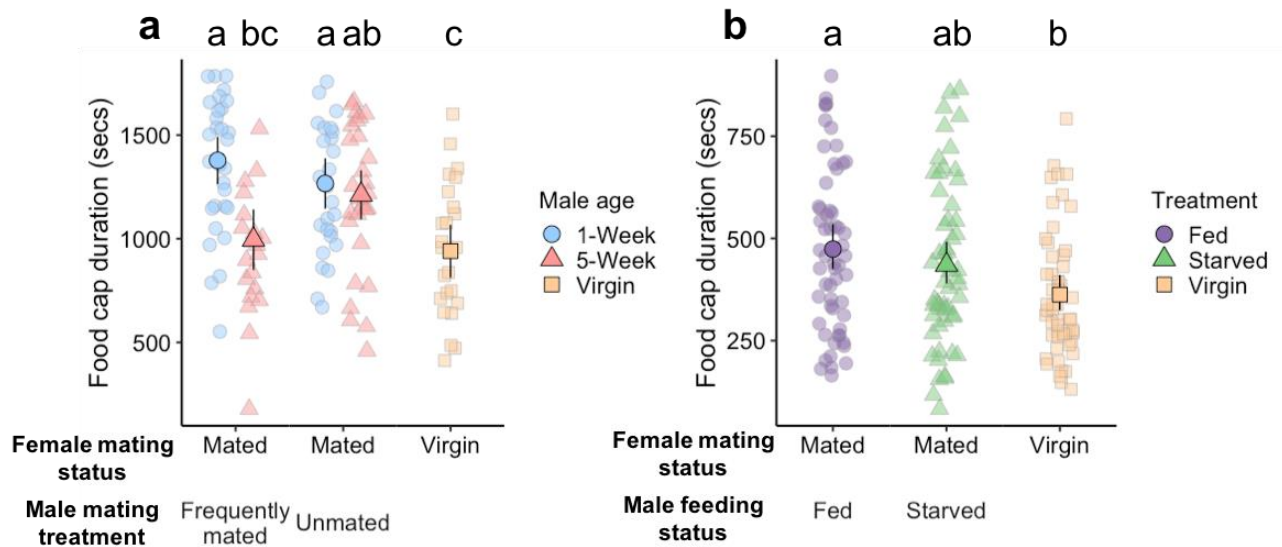 a
a bc a ab c
Food cap duration (secs)
1500
1000
500
Male age
1-Week
5-Week
Virgin
Female mating
status
Mated Mated Virgin
Male mating
treatment
Frequently
mated
Unmated
b
a ab b
Food cap duration (secs)
750
500
250
Treatment
Fed
Starved
Virgin
Female mating
status
Mated Mated Virgin
Male feeding
status
Fed Starved